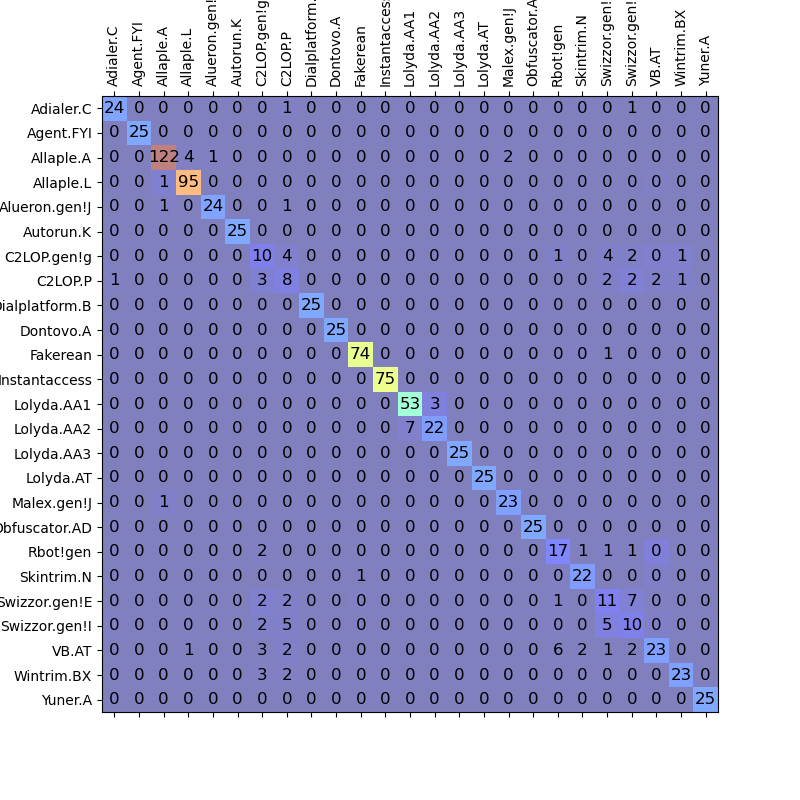 Adialer.C
Agent.FYI
Allaple.A
Allaple.L
Alueron.gen!
Autorun.K
C2LOP.gen!g
C2LOP.P
Dialplatform.
Dontovo.A
Fakerean
Instantaccess
Lolyda.AA1
Lolyda.AA2
Lolyda.AA3
Lolyda.AT
Malex.gen!J
Obfuscator.A
Rbot!gen
Skintrim.N
Swizzor.gen!
Swizzor.gen!
VB.AT
Wintrim.BX
Yuner.A
Adialer.C 24 0 0 0 0 0 0 1 0 0 0 0 0 0 0 0 0 0 0 0 0 1 0 0 0
Agent.FYI 0 25 0 0 0 0 0 0 0 0 0 0 0 0 0 0 0 0 0 0 0 0 0 0 0
Allaple.A 0 0 122 4 1 0 0 0 0 0 0 0 0 0 0 0 2 0 0 0 0 0 0 0 0
Allaple.L 0 0 1 95 0 0 0 0 0 0 0 0 0 0 0 0 0 0 0 0 0 0 0 0 0
Alueron.gen!J 0 0 1 0 24 0 0 1 0 0 0 0 0 0 0 0 0 0 0 0 0 0 0 0 0
Autorun.K 0 0 0 0 0 25 0 0 0 0 0 0 0 0 0 0 0 0 0 0 0 0 0 0 0
C2LOP.gen!g 0 0 0 0 0 0 10 4 0 0 0 0 0 0 0 0 0 0 1 0 4 2 0 1 0
C2LOP.P 1 0 0 0 0 0 3 8 0 0 0 0 0 0 0 0 0 0 0 0 2 2 2 1 0
Dialplatform.B 0 0 0 0 0 0 0 0 25 0 0 0 0 0 0 0 0 0 0 0 0 0 0 0 0
Dontovo.A 0 0 0 0 0 0 0 0 0 25 0 0 0 0 0 0 0 0 0 0 0 0 0 0 0
Fakerean 0 0 0 0 0 0 0 0 0 0 74 0 0 0 0 0 0 0 0 0 1 0 0 0 0
Instantaccess 0 0 0 0 0 0 0 0 0 0 0 75 0 0 0 0 0 0 0 0 0 0 0 0 0
Lolyda.AA1 0 0 0 0 0 0 0 0 0 0 0 0 53 3 0 0 0 0 0 0 0 0 0 0 0
Lolyda.AA2 0 0 0 0 0 0 0 0 0 0 0 0 7 22 0 0 0 0 0 0 0 0 0 0 0
Lolyda.AA3 0 0 0 0 0 0 0 0 0 0 0 0 0 0 25 0 0 0 0 0 0 0 0 0 0
Lolyda.AT 0 0 0 0 0 0 0 0 0 0 0 0 0 0 0 25 0 0 0 0 0 0 0 0 0
Malex.gen!J 0 0 1 0 0 0 0 0 0 0 0 0 0 0 0 0 23 0 0 0 0 0 0 0 0
Obfuscator.AD 0 0 0 0 0 0 0 0 0 0 0 0 0 0 0 0 0 25 0 0 0 0 0 0 0
Rbot!gen 0 0 0 0 0 0 2 0 0 0 0 0 0 0 0 0 0 0 17 1 1 1 0 0 0
Skintrim.N 0 0 0 0 0 0 0 0 0 0 1 0 0 0 0 0 0 0 0 22 0 0 0 0 0
Swizzor.gen!E 0 0 0 0 0 0 2 2 0 0 0 0 0 0 0 0 0 0 1 0 11 7 0 0 0
Swizzor.gen!I 0 0 0 0 0 0 2 5 0 0 0 0 0 0 0 0 0 0 0 0 5 10 0 0 0
VB.AT 0 0 0 1 0 0 3 2 0 0 0 0 0 0 0 0 0 0 6 2 1 2 23 0 0
Wintrim.BX 0 0 0 0 0 0 3 2 0 0 0 0 0 0 0 0 0 0 0 0 0 0 0 23 0
Yuner.A 0 0 0 0 0 0 0 0 0 0 0 0 0 0 0 0 0 0 0 0 0 0 0 0 25